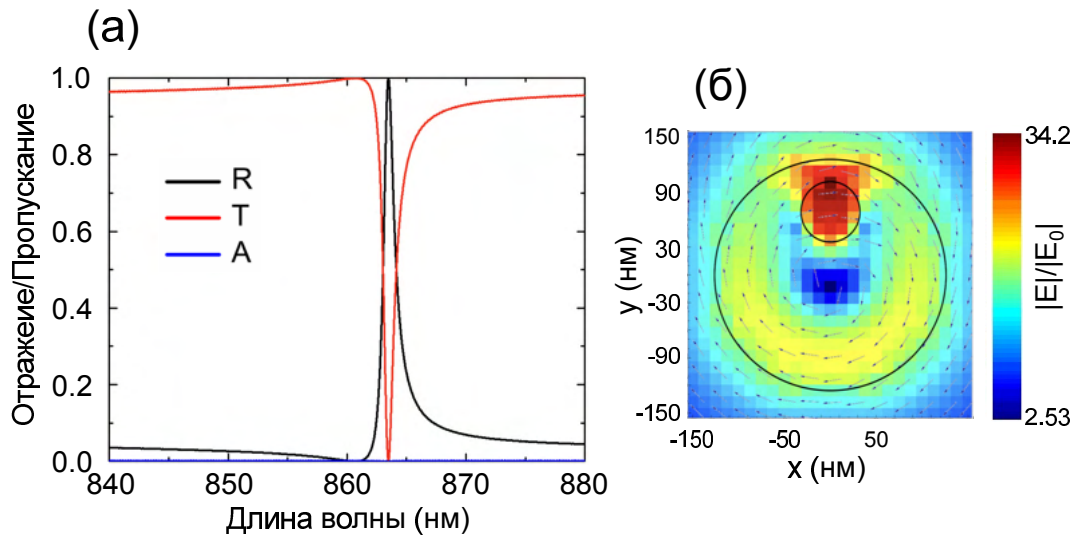 (а)
Отражеие/Пропускание
1.0
0.8
0.6
0.4
0.2
0.0
R
T
A
840 850 860 870 880
Длина волны (нм)
(б)
y (нм)
150
90
30
-30
-90
-150
-150 -50 50
x (нм)
34.2
2.53
|E|/|E₀|